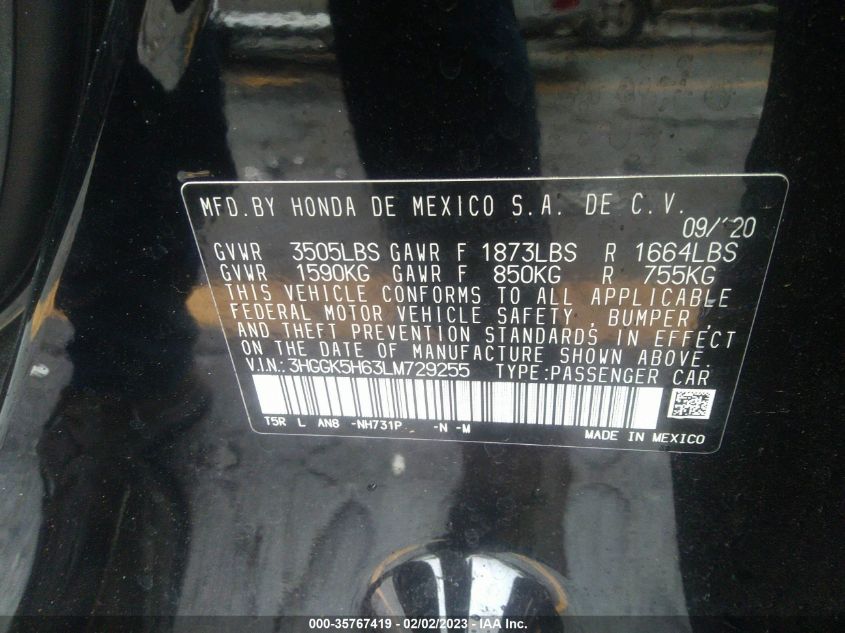 MFD.BY HONDA DE MEXICO S.A. DE C.V.
09/'20
GVWR 3505LBS GAWR F 1873LBS R 1664LBS
GVWR 1590KG GAWR F 850KG R 755KG
THIS VEHICLE CONFORMS TO ALL APPLICABLE
FEDERAL MOTOR VEHICLE SAFETY, BUMPER,
AND THEFT PREVENTION STANDARDS IN EFFECT
ON THE DATE OF MANUFACTURE SHOWN ABOVE.
V.I.N.:3HGGK5H63LM729255 TYPE:PASSENGER CAR
T5R L AN8 -NH731P -N -M
MADE IN MEXICO
000-35767419 - 02/02/2023 - IAA Inc.